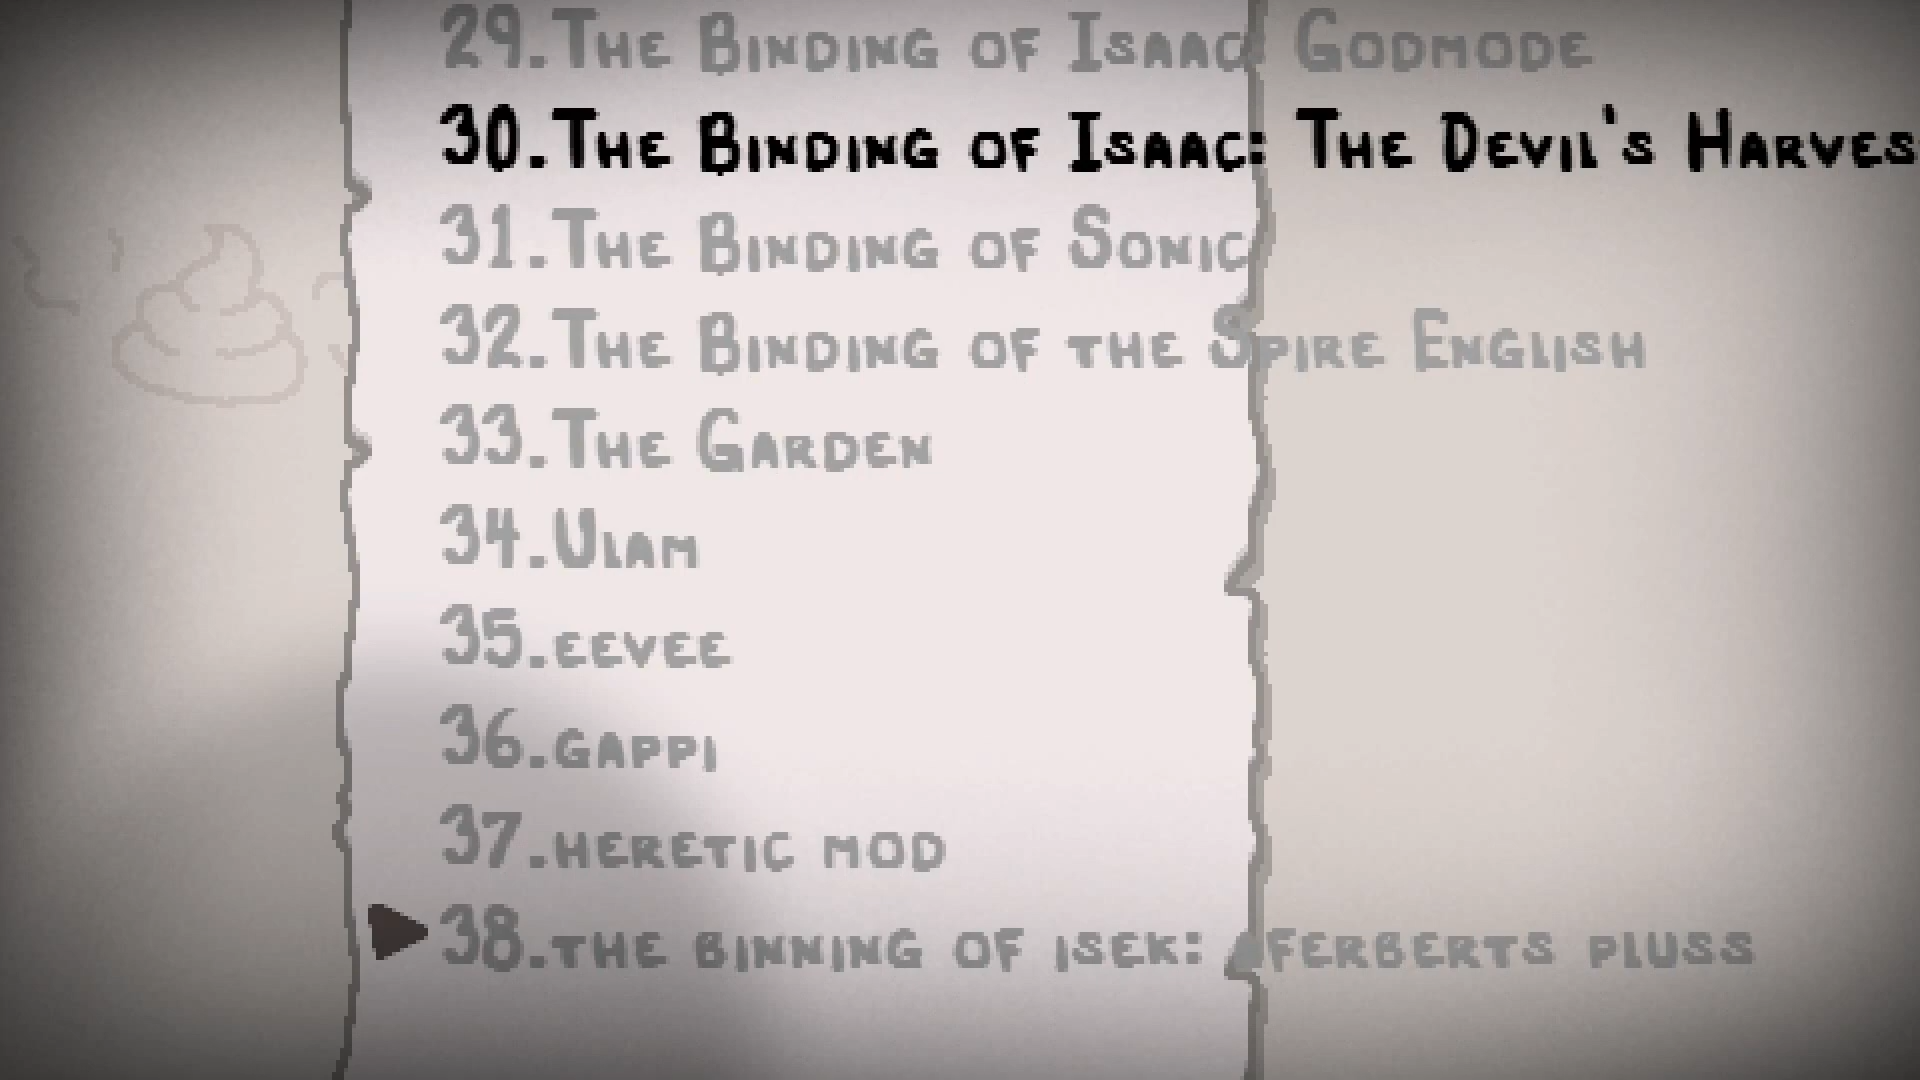 29.The Binding of Isaac Godmode
30.The Binding of Isaac: The Devil's Harves
31.The Binding of Sonic
32.The Binding of the Spire English
33.The Garden
34.Ulam
35.eevee
36.gappi
37.heretic mod
38.the binning of isek: aferberts pluss